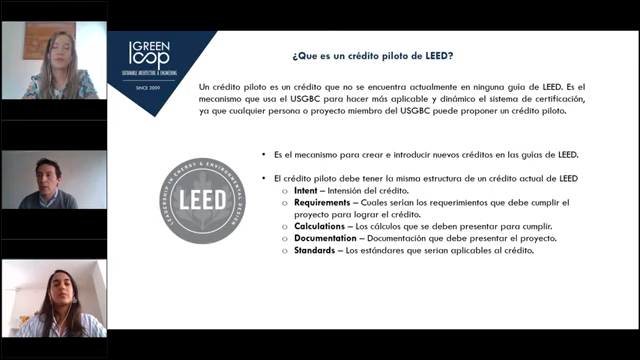 GREEN
loop
SUSTAINABLE ARCHITECTURE & ENGINEERING
SINCE 2009
¿Que es un crédito piloto de LEED?
Un crédito piloto es un crédito que no se encuentra actualmente en ninguna guía de LEED. Es el
mecanismo que usa el USGBC para hacer más aplicable y dinámico el sistema de certificación,
ya que cualquier persona o proyecto miembro del USGBC puede proponer un crédito piloto.
• Es el mecanismo para crear e introducir nuevos créditos en las guías de LEED.
• El crédito piloto debe tener la misma estructura de un crédito actual de LEED
o Intent – Intensión del crédito.
o Requirements – Cuales serían los requerimientos que debe cumplir el
proyecto para lograr el crédito.
o Calculations – Los cálculos que se deben presentar para cumplir.
o Documentation – Documentación que debe presentar el proyecto.
o Standards – Los estándares que serian aplicables al crédito.
LEADERSHIP IN ENERGY & ENVIRONMENTAL DESIGN
LEED